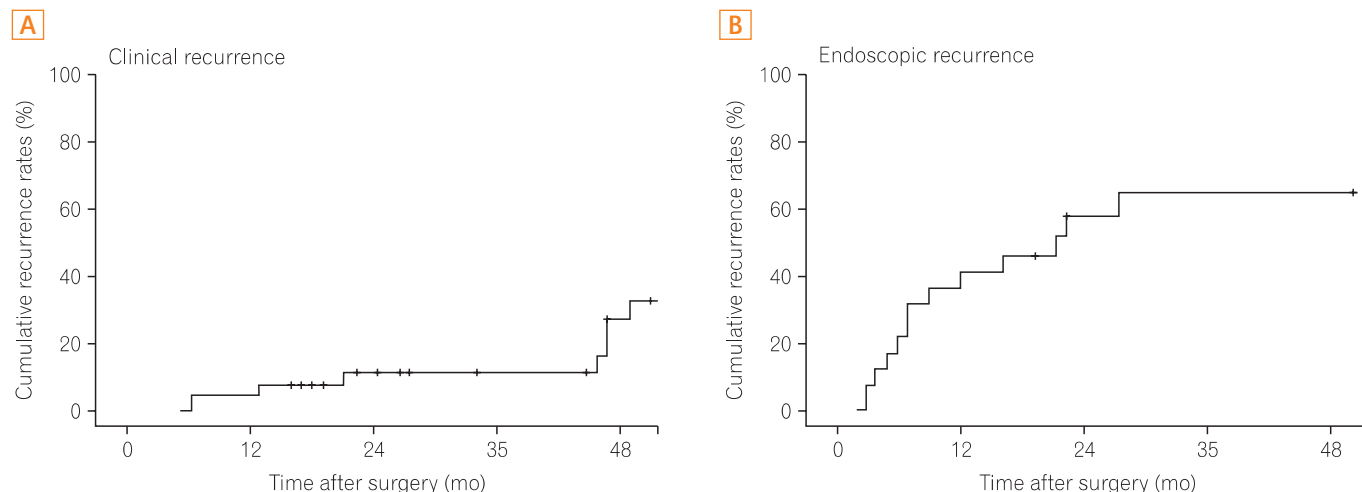 A
Clinical recurrence
100
80
60
40
20
0
Cumulative recurrence rates (%)
0 12 24 35 48
Time after surgery (mo)
B
Endoscopic recurrence
100
80
60
40
20
0
Cumulative recurrence rates (%)
0 12 24 35 48
Time after surgery (mo)